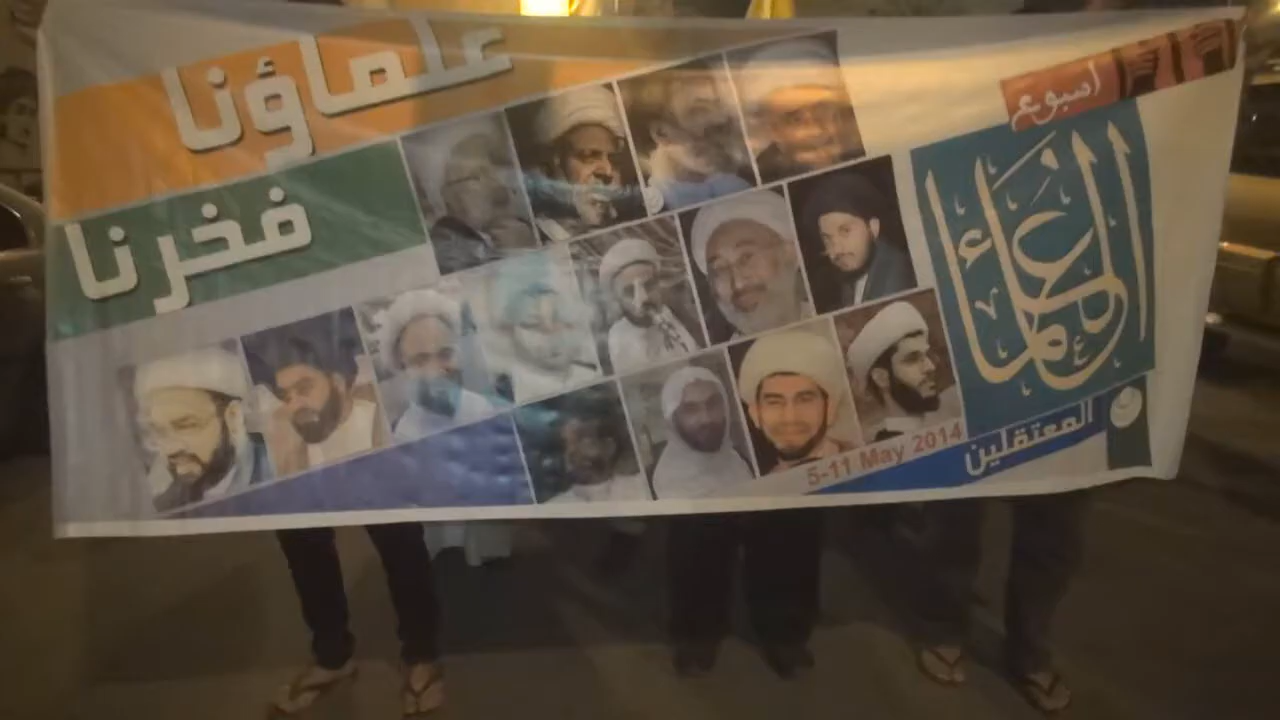 اسبوع
العلماء
المعتقلين
علماؤنا
فخرنا
5-11 May 2014